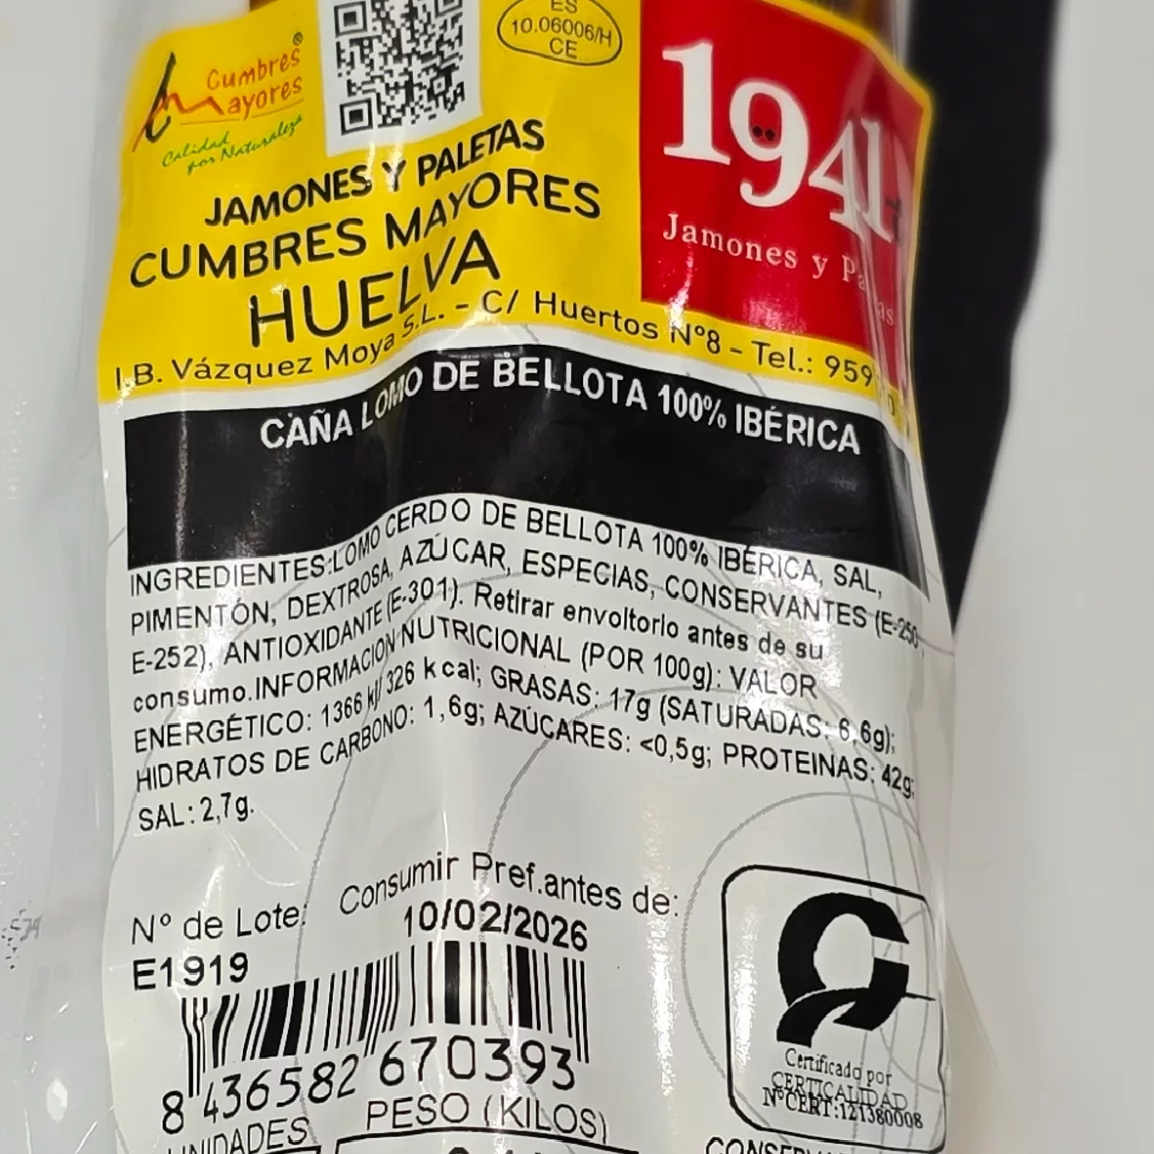 Cumbres
Mayores®
Calidad
por Naturaleza
ES
10.06006/H
CE
1941
Jamones y
JAMONES Y PALETAS
CUMBRES MAYORES
HUELVA
I.B. Vázquez Moya S.L. - C/ Huertos Nº8 - Tel.: 959
CAÑA LOMO DE BELLOTA 100% IBÉRICA
INGREDIENTES:LOMO CERDO DE BELLOTA 100% IBÉRICA, SAL,
PIMENTÓN, DEXTROSA, AZÚCAR, ESPECIAS, CONSERVANTES (E-250,
E-252), ANTIOXIDANTE (E-301). Retirar envoltorio antes de su
consumo.INFORMACION NUTRICIONAL (POR 100g): VALOR
ENERGÉTICO: 1366 kj/ 326 kcal; GRASAS: 17g (SATURADAS: 6,6g);
HIDRATOS DE CARBONO: 1,6g; AZÚCARES: <0,5g; PROTEINAS: 42g;
SAL: 2,7g.
Nº de Lote: Consumir Pref.antes de:
E1919 10/02/2026
8 436582 670393
UNIDADES PESO (KILOS)
Certificado por
CERTICALIDAD
NºCERT:121380008